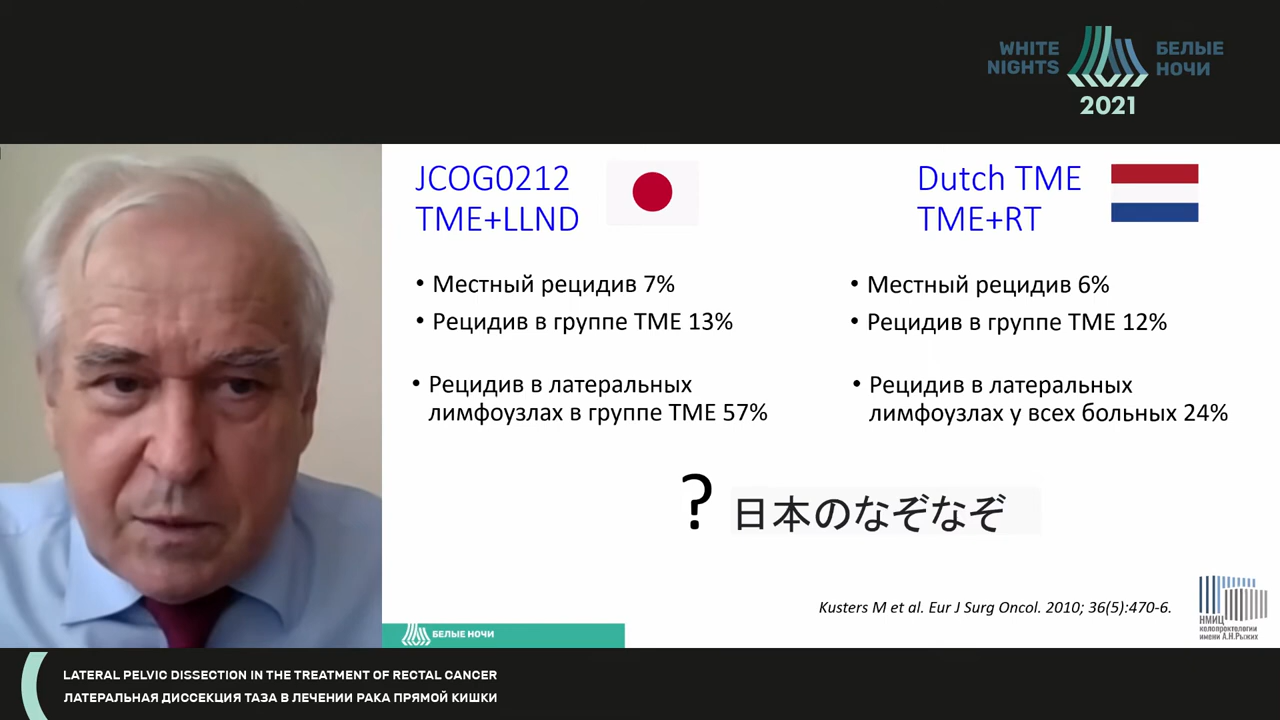 WHITE
NIGHTS
БЕЛЫЕ
НОЧИ
2021
JCOG0212
TME+LLND
• Местный рецидив 7%
• Рецидив в группе TME 13%
• Рецидив в латеральных
лимфоузлах в группе TME 57%
Dutch TME
TME+RT
• Местный рецидив 6%
• Рецидив в группе TME 12%
• Рецидив в латеральных
лимфоузлах у всех больных 24%
? 日本のなぞなぞ
Kusters M et al. Eur J Surg Oncol. 2010; 36(5):470-6.
НМИЦ
колопроктологии
имени А.Н.Рыжих
БЕЛЫЕ НОЧИ
LATERAL PELVIC DISSECTION IN THE TREATMENT OF RECTAL CANCER
ЛАТЕРАЛЬНАЯ ДИССЕКЦИЯ ТАЗА В ЛЕЧЕНИИ РАКА ПРЯМОЙ КИШКИ